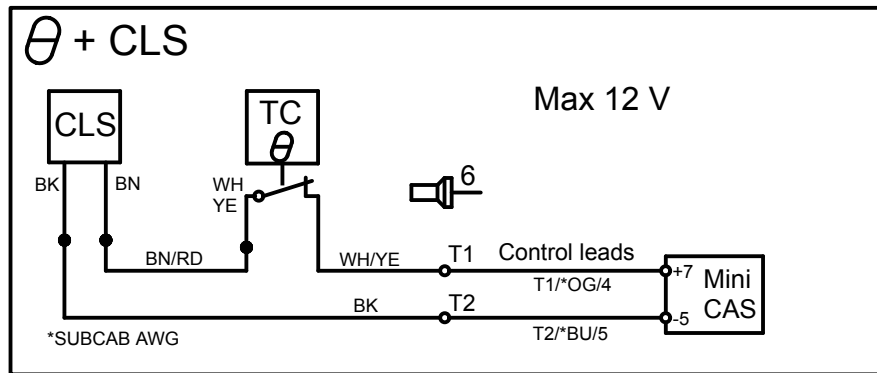 θ + CLS
Max 12 V
CLS
TC
θ
BK
BN
WH
YE
6
BN/RD
WH/YE
T1
Control leads
+7
Mini
CAS
T1/*OG/4
BK
T2
-5
T2/*BU/5
*SUBCAB AWG